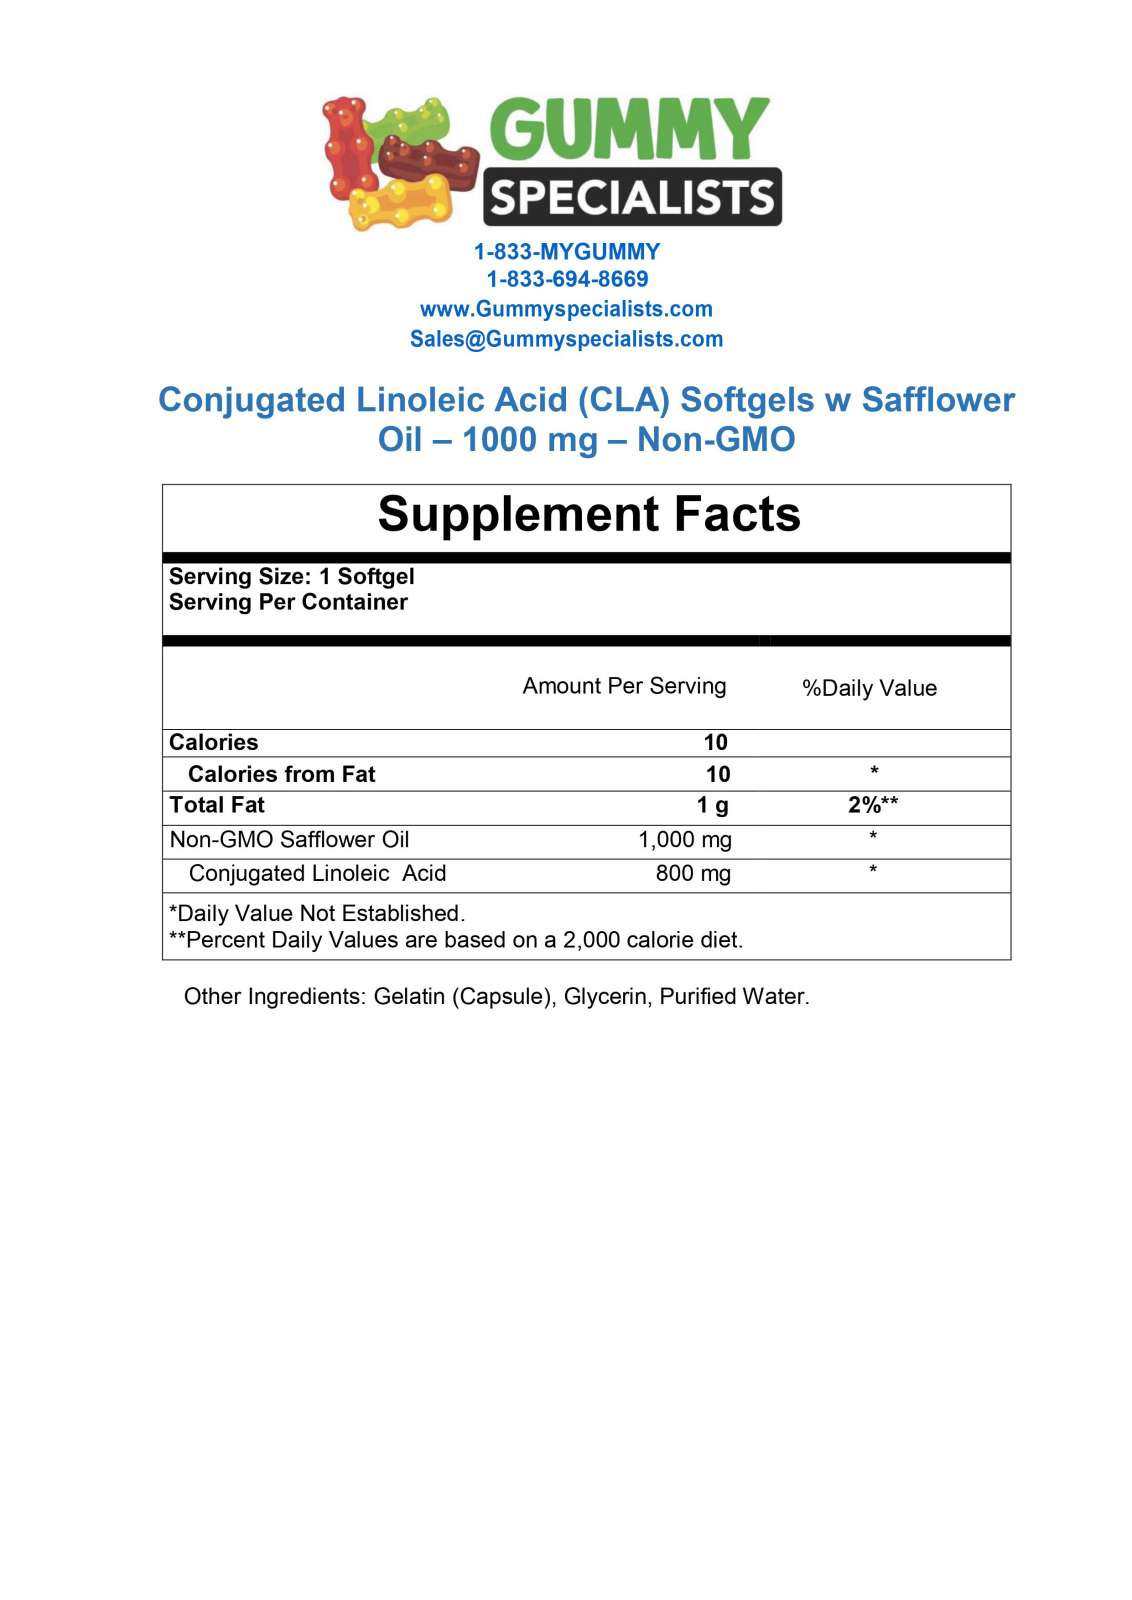 GUMMY
SPECIALISTS
1-833-MYGUMMY
1-833-694-8669
www.Gummyspecialists.com
Sales@Gummyspecialists.com
Conjugated Linoleic Acid (CLA) Softgels w Safflower
Oil – 1000 mg – Non-GMO
Supplement Facts
Serving Size: 1 Softgel
Serving Per Container
Amount Per Serving %Daily Value
Calories 10
Calories from Fat 10 *
Total Fat 1 g 2%**
Non-GMO Safflower Oil 1,000 mg *
Conjugated Linoleic Acid 800 mg *
*Daily Value Not Established.
**Percent Daily Values are based on a 2,000 calorie diet.
Other Ingredients: Gelatin (Capsule), Glycerin, Purified Water.